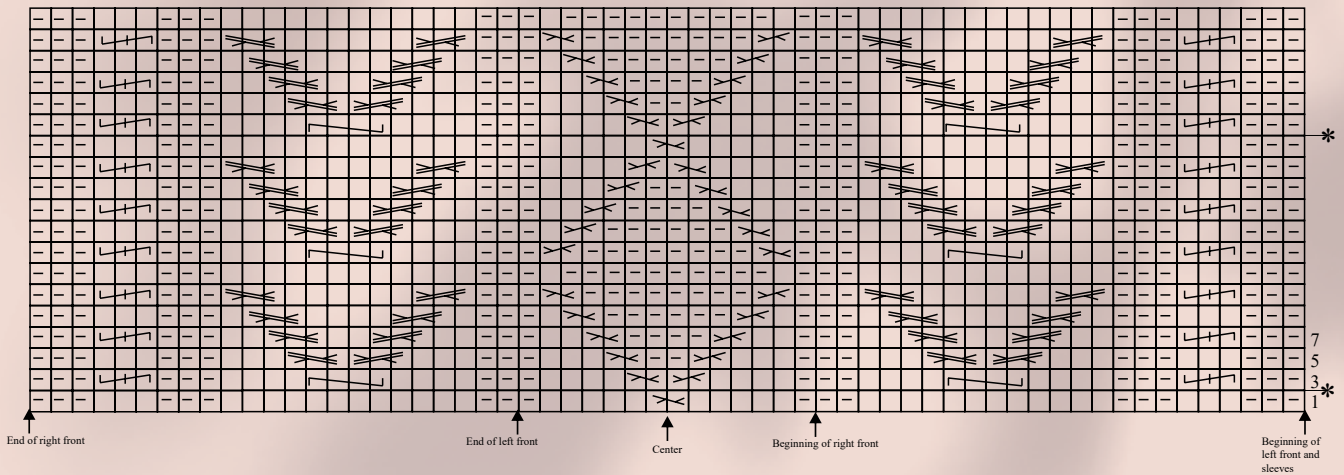 *
7
5
3
*
1
End of right front
End of left front
Center
Beginning of right front
Beginning of
left front and
sleeves